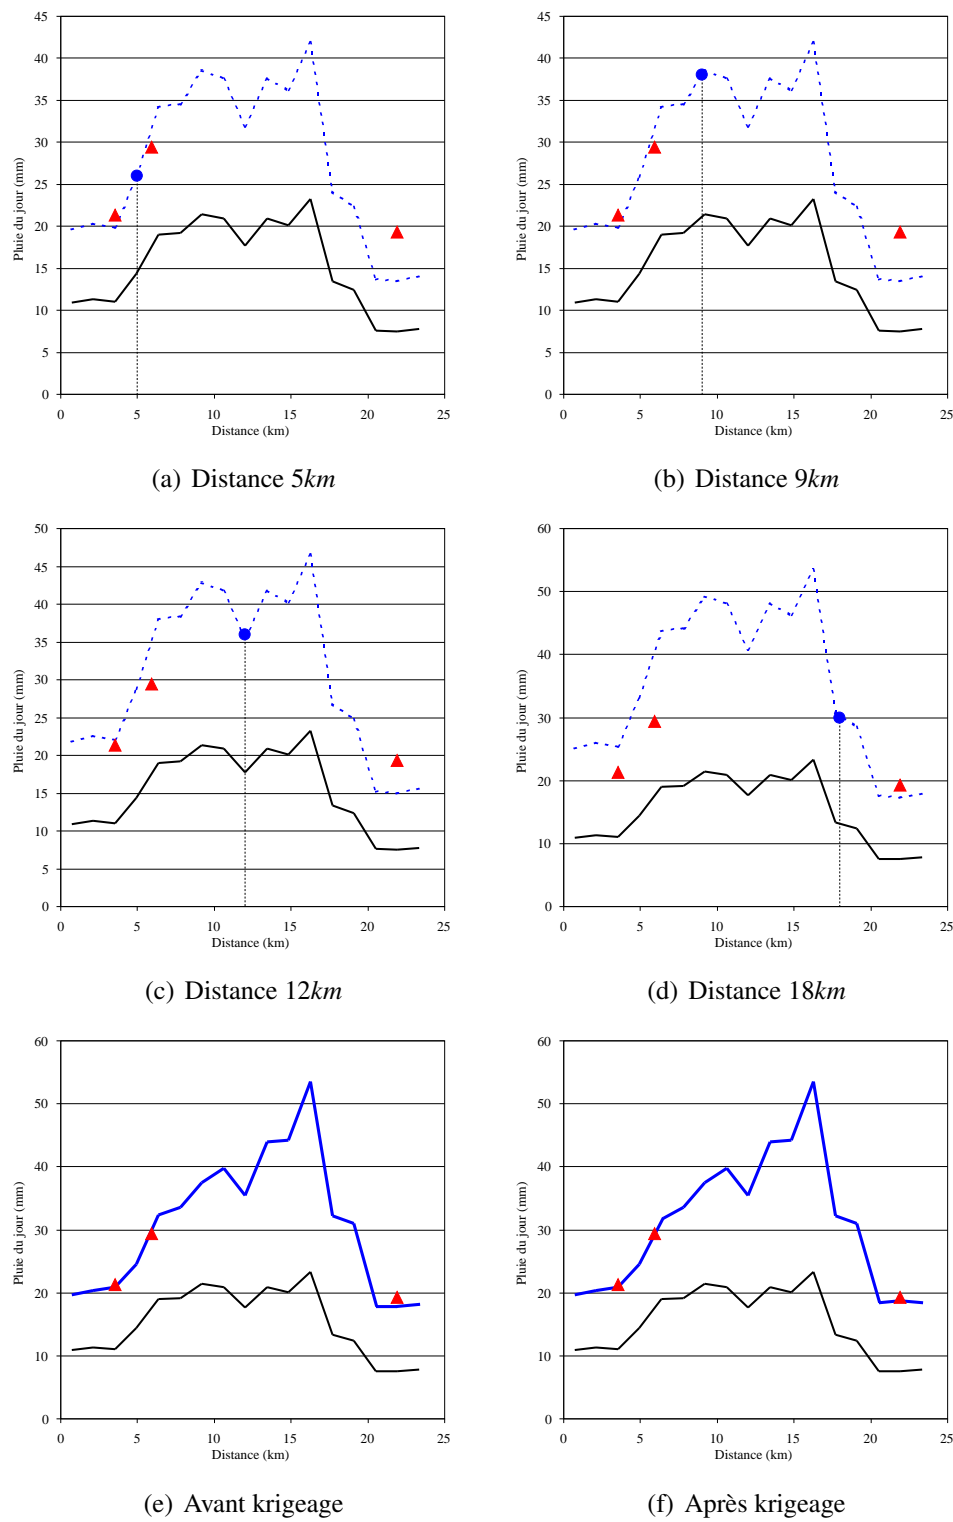 45
40
35
30
25
20
15
10
5
0
Pluie du jour (mm)
0 5 10 15 20 25
Distance (km)
(a) Distance 5km
45
40
35
30
25
20
15
10
5
0
Pluie du jour (mm)
0 5 10 15 20 25
Distance (km)
(b) Distance 9km
50
45
40
35
30
25
20
15
10
5
0
Pluie du jour (mm)
0 5 10 15 20 25
Distance (km)
(c) Distance 12km
60
50
40
30
20
10
0
Pluie du jour (mm)
0 5 10 15 20 25
Distance (km)
(d) Distance 18km
60
50
40
30
20
10
0
Pluie du jour (mm)
0 5 10 15 20 25
Distance (km)
(e) Avant krigeage
60
50
40
30
20
10
0
Pluie du jour (mm)
0 5 10 15 20 25
Distance (km)
(f) Après krigeage